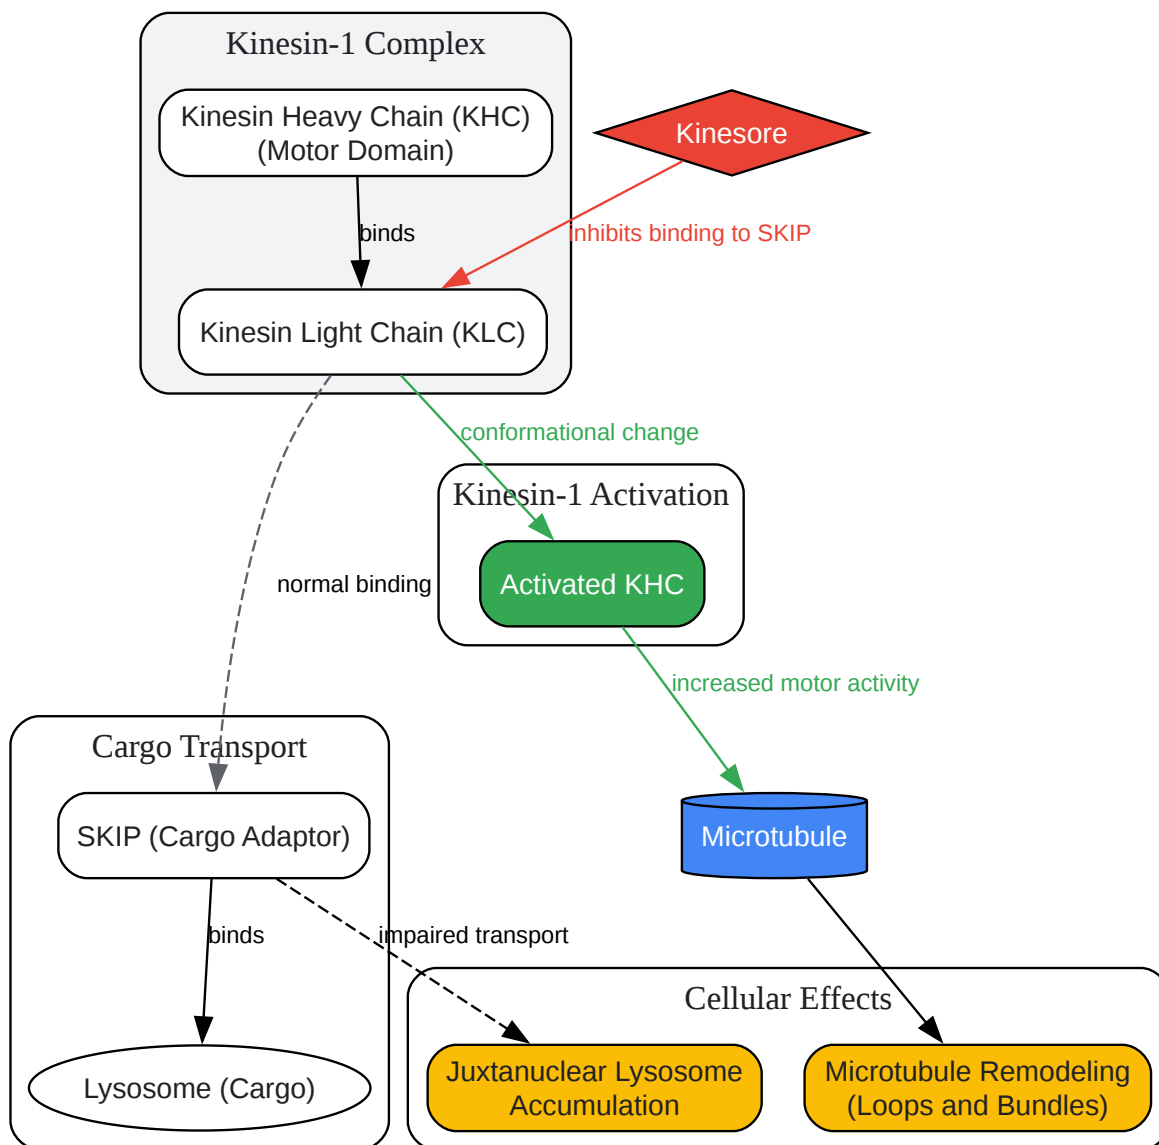 Kinesin-1 Complex
Kinesin Heavy Chain (KHC)
(Motor Domain)
Kinesore
binds
inhibits binding to SKIP
Kinesin Light Chain (KLC)
conformational change
Kinesin-1 Activation
Activated KHC
normal binding
increased motor activity
Cargo Transport
SKIP (Cargo Adaptor)
Microtubule
binds
impaired transport
Cellular Effects
Lysosome (Cargo)
Juxtanuclear Lysosome
Accumulation
Microtubule Remodeling
(Loops and Bundles)